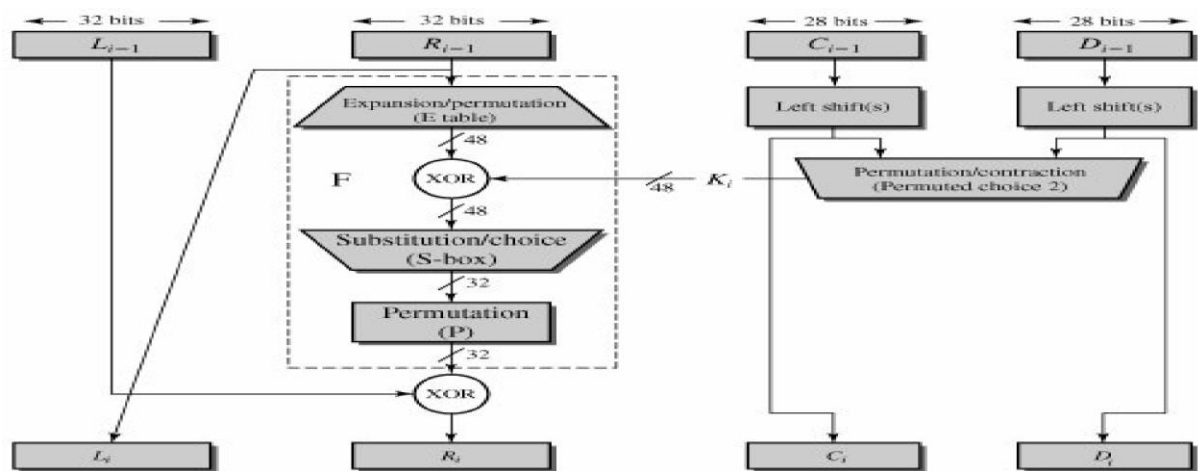 32 bits
32 bits
28 bits
28 bits
L_{i-1}
R_{i-1}
C_{i-1}
D_{i-1}
Expansion/permutation
(E table)
Left shift(s)
Left shift(s)
48
F
XOR
48
K_i
Permutation/contraction
(Permuted choice 2)
48
Substitution/choice
(S-box)
32
Permutation
(P)
32
XOR
L_i
R_i
C_i
D_i